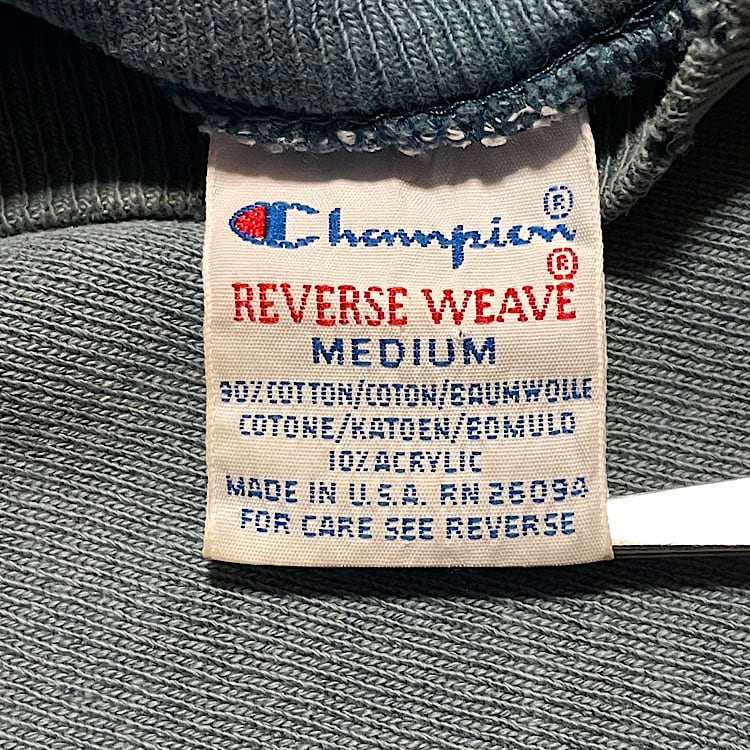 Champion®
REVERSE WEAVE®
MEDIUM
90% COTTON/COTON/BAUMWOLLE
COTONE/KATOEN/BOMULD
10% ACRYLIC
MADE IN U.S.A. RN 26094
FOR CARE SEE REVERSE